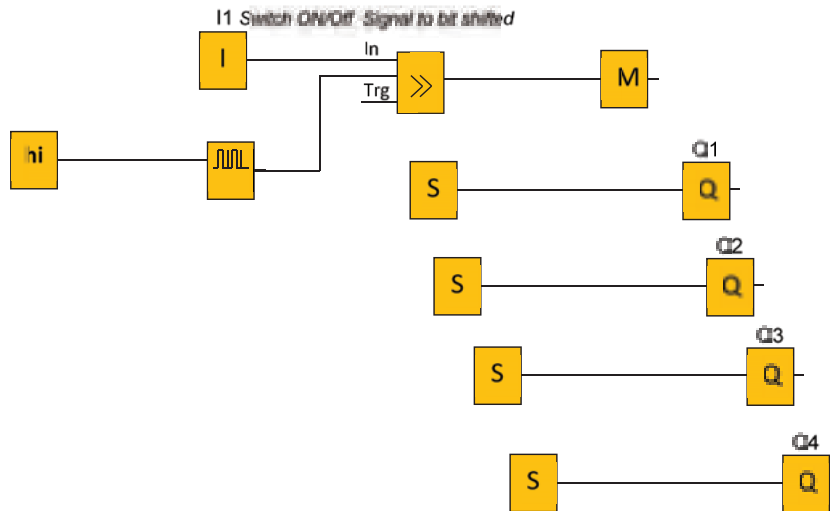 I1 Switch ON/Off Signal to bit shifted
In
I
Trg
M
hi
Q1
S
Q
Q2
S
Q
Q3
S
Q
Q4
S
Q